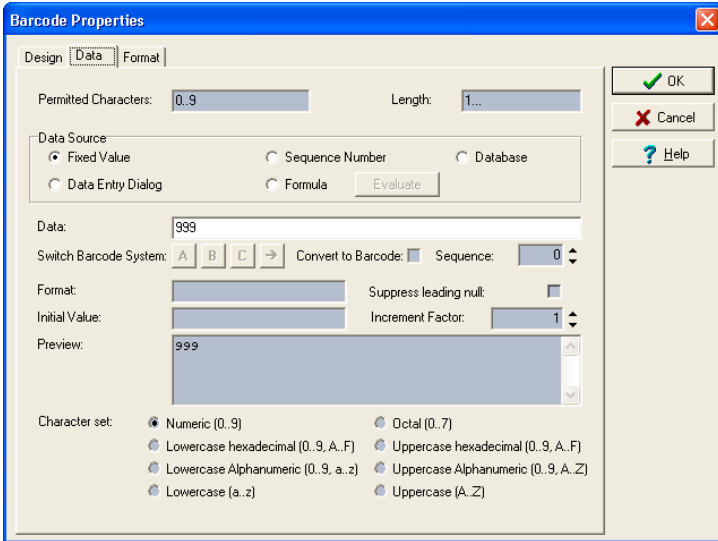 Barcode Properties
Design Data Format
Permitted Characters: 0..9 Length: 1...
OK
Cancel
Help
Data Source
Fixed Value Sequence Number Database
Data Entry Dialog Formula Evaluate
Data: 999
Switch Barcode System: A B C → Convert to Barcode: Sequence: 0
Format: Suppress leading null:
Initial Value: Increment Factor: 1
Preview: 999
Character set: Numeric (0..9) Octal (0..7)
Lowercase hexadecimal (0..9, A..F) Uppercase hexadecimal (0..9, A..F)
Lowercase Alphanumeric (0..9, a..z) Uppercase Alphanumeric (0..9, A..Z)
Lowercase (a..z) Uppercase (A..Z)